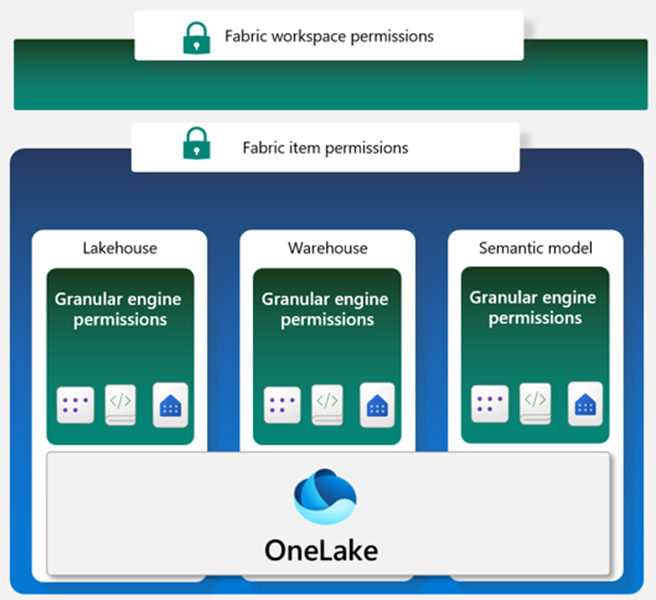 Fabric workspace permissions
Fabric item permissions
Lakehouse
Granular engine
permissions
</>
Warehouse
Granular engine
permissions
</>
Semantic model
Granular engine
permissions
</>
OneLake